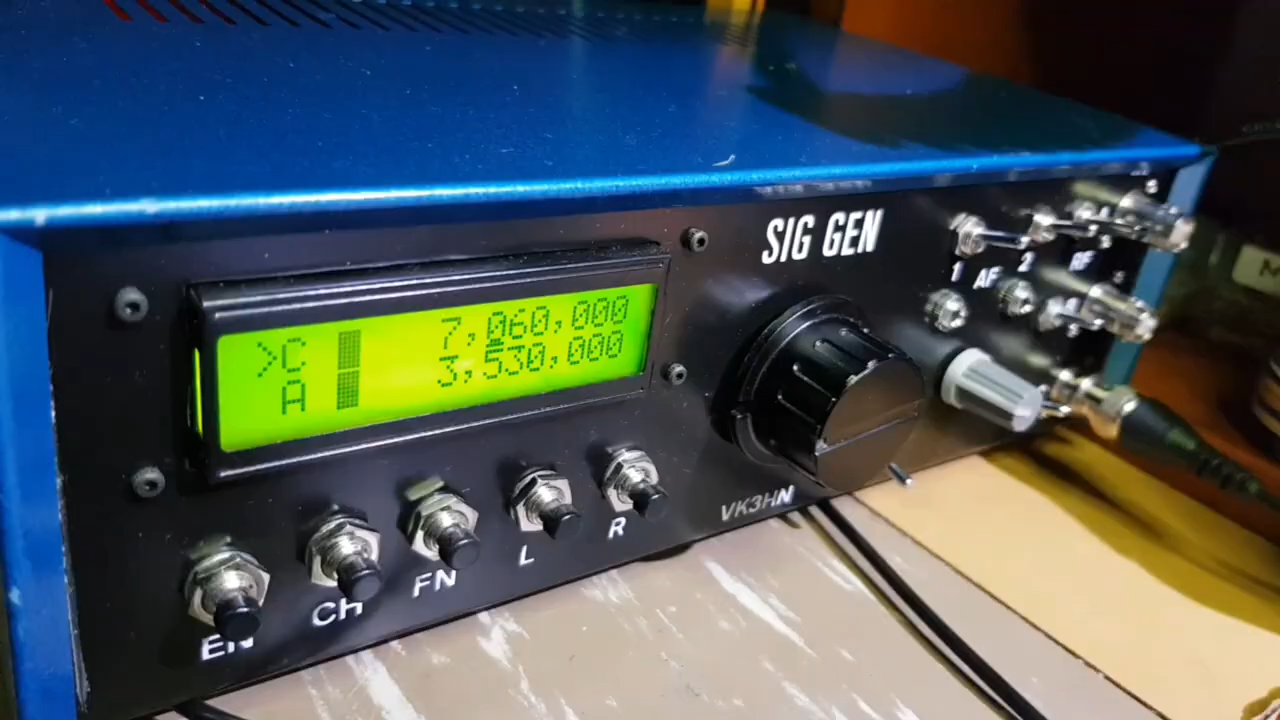 SIG GEN
>C 7,060,000
A 3,530,000
1 AF 2 RF
EN CH FN L R
VK3HN